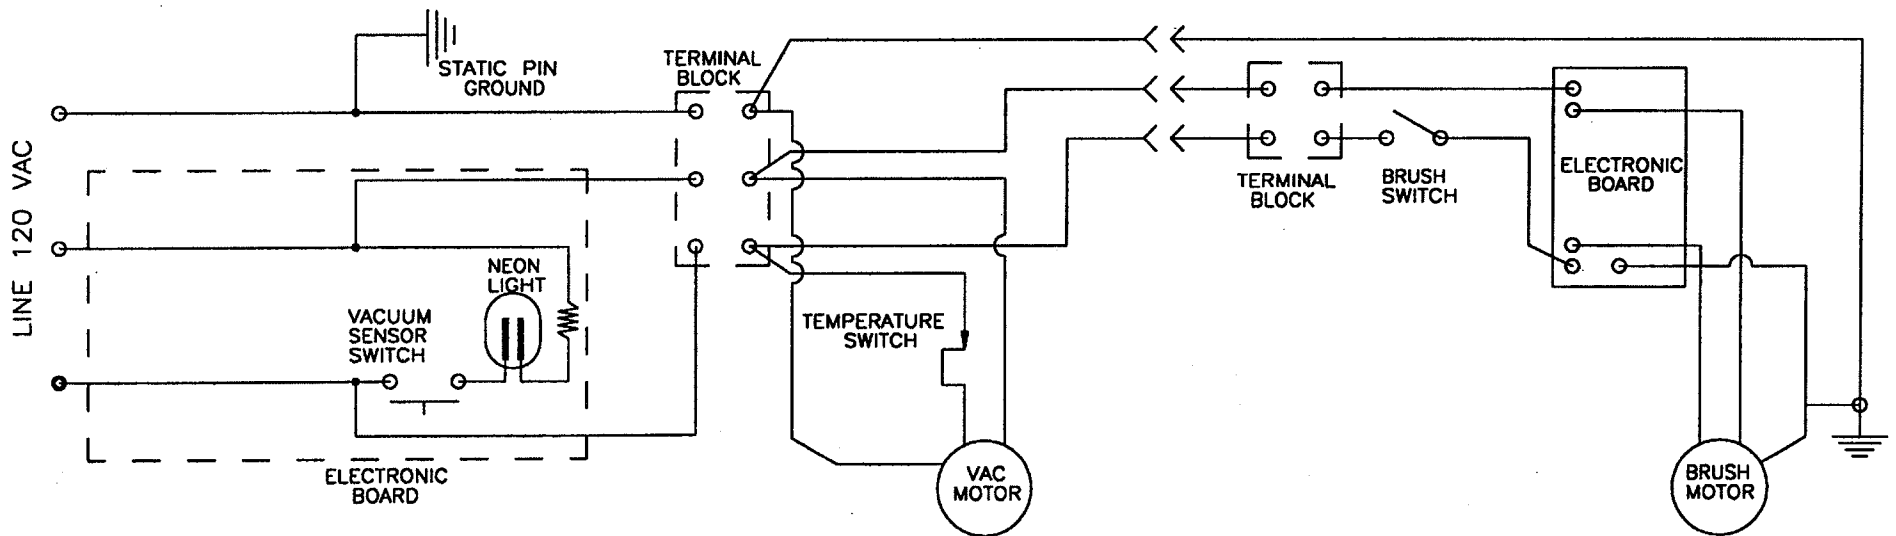 STATIC PIN
GROUND
TERMINAL
BLOCK
LINE 120 VAC
NEON
LIGHT
VACUUM
SENSOR
SWITCH
ELECTRONIC
BOARD
TEMPERATURE
SWITCH
VAC
MOTOR
TERMINAL
BLOCK
BRUSH
SWITCH
ELECTRONIC
BOARD
BRUSH
MOTOR